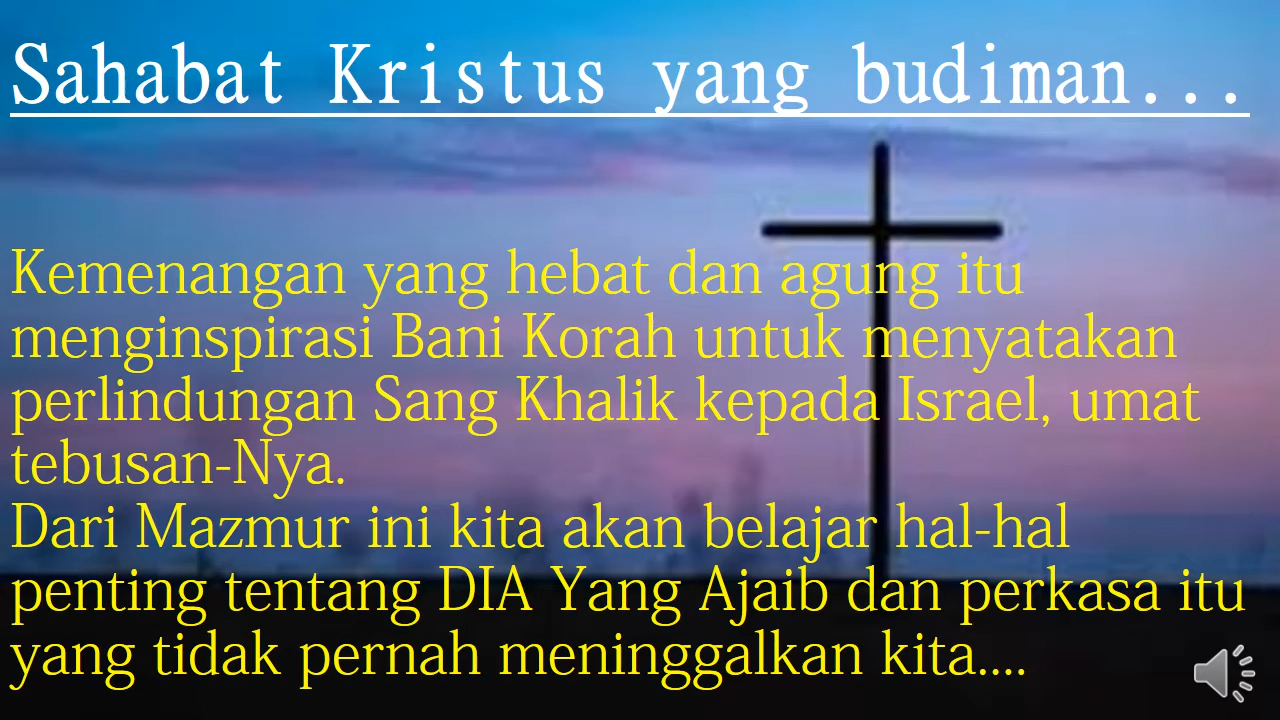 Sahabat Kristus yang budiman...
Kemenangan yang hebat dan agung itu
menginspirasi Bani Korah untuk menyatakan
perlindungan Sang Khalik kepada Israel, umat
tebusan-Nya.
Dari Mazmur ini kita akan belajar hal-hal
penting tentang DIA Yang Ajaib dan perkasa itu
yang tidak pernah meninggalkan kita....